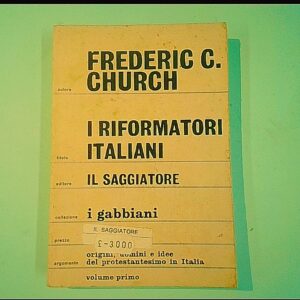 autore
FREDERIC C.
CHURCH
titolo
I RIFORMATORI
ITALIANI
editore
IL SAGGIATORE
collezione
i gabbiani
prezzo
IL SAGGIATORE
£-3000
argomento
origini, uomini e idee
del protestantesimo in Italia
volume primo